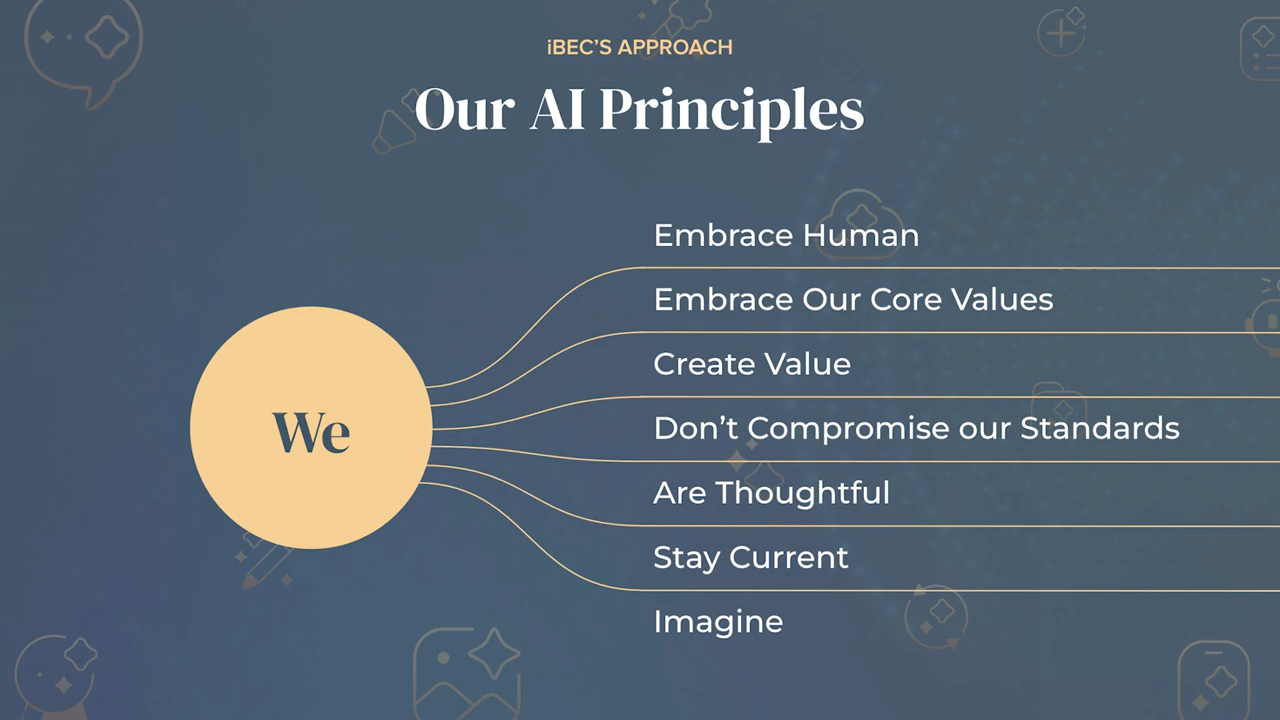 iBEC’S APPROACH
Our AI Principles
We
Embrace Human
Embrace Our Core Values
Create Value
Don’t Compromise our Standards
Are Thoughtful
Stay Current
Imagine